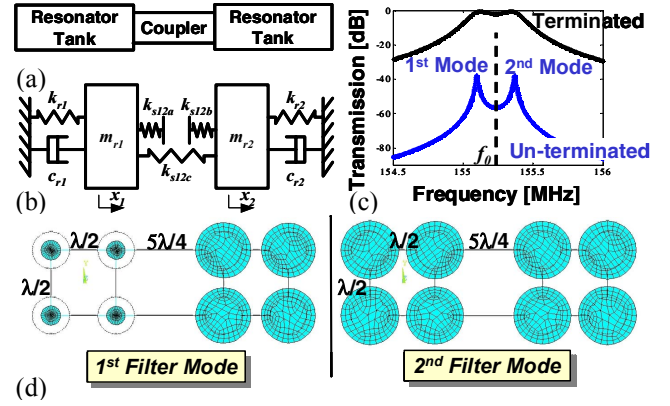 Resonator Tank
Coupler
Resonator Tank
(a)
k_r1
k_s12a
k_s12b
k_r2
m_r1
m_r2
k_s12c
c_r1
c_r2
x_1
x_2
(b)
Transmission [dB]
0
-20
-40
-60
-80
Terminated
1st Mode
2nd Mode
f_0
Un-terminated
154.5
155
155.5
156
Frequency [MHz]
(c)
λ/2
5λ/4
λ/2
1st Filter Mode
λ/2
5λ/4
λ/2
2nd Filter Mode
(d)